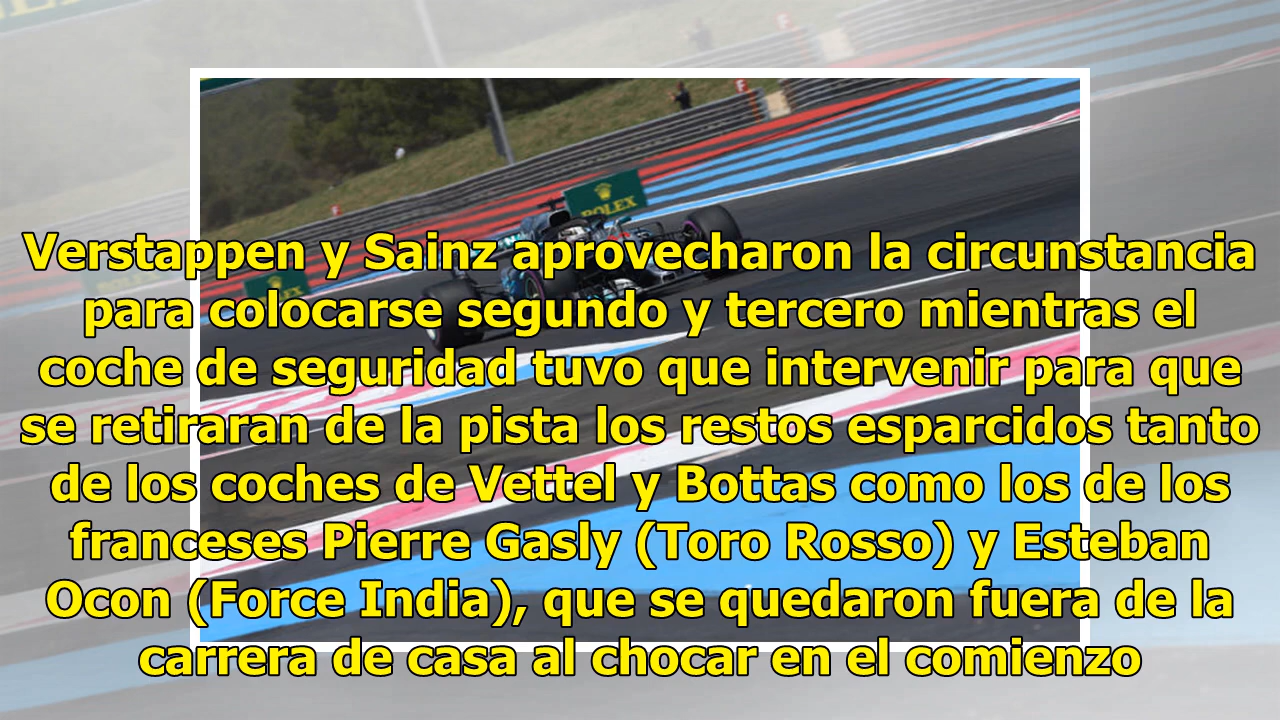 ROLEX
Verstappen y Sainz aprovecharon la circunstancia
para colocarse segundo y tercero mientras el
coche de seguridad tuvo que intervenir para que
se retiraran de la pista los restos esparcidos tanto
de los coches de Vettel y Bottas como los de los
franceses Pierre Gasly (Toro Rosso) y Esteban
Ocon (Force India), que se quedaron fuera de la
carrera de casa al chocar en el comienzo